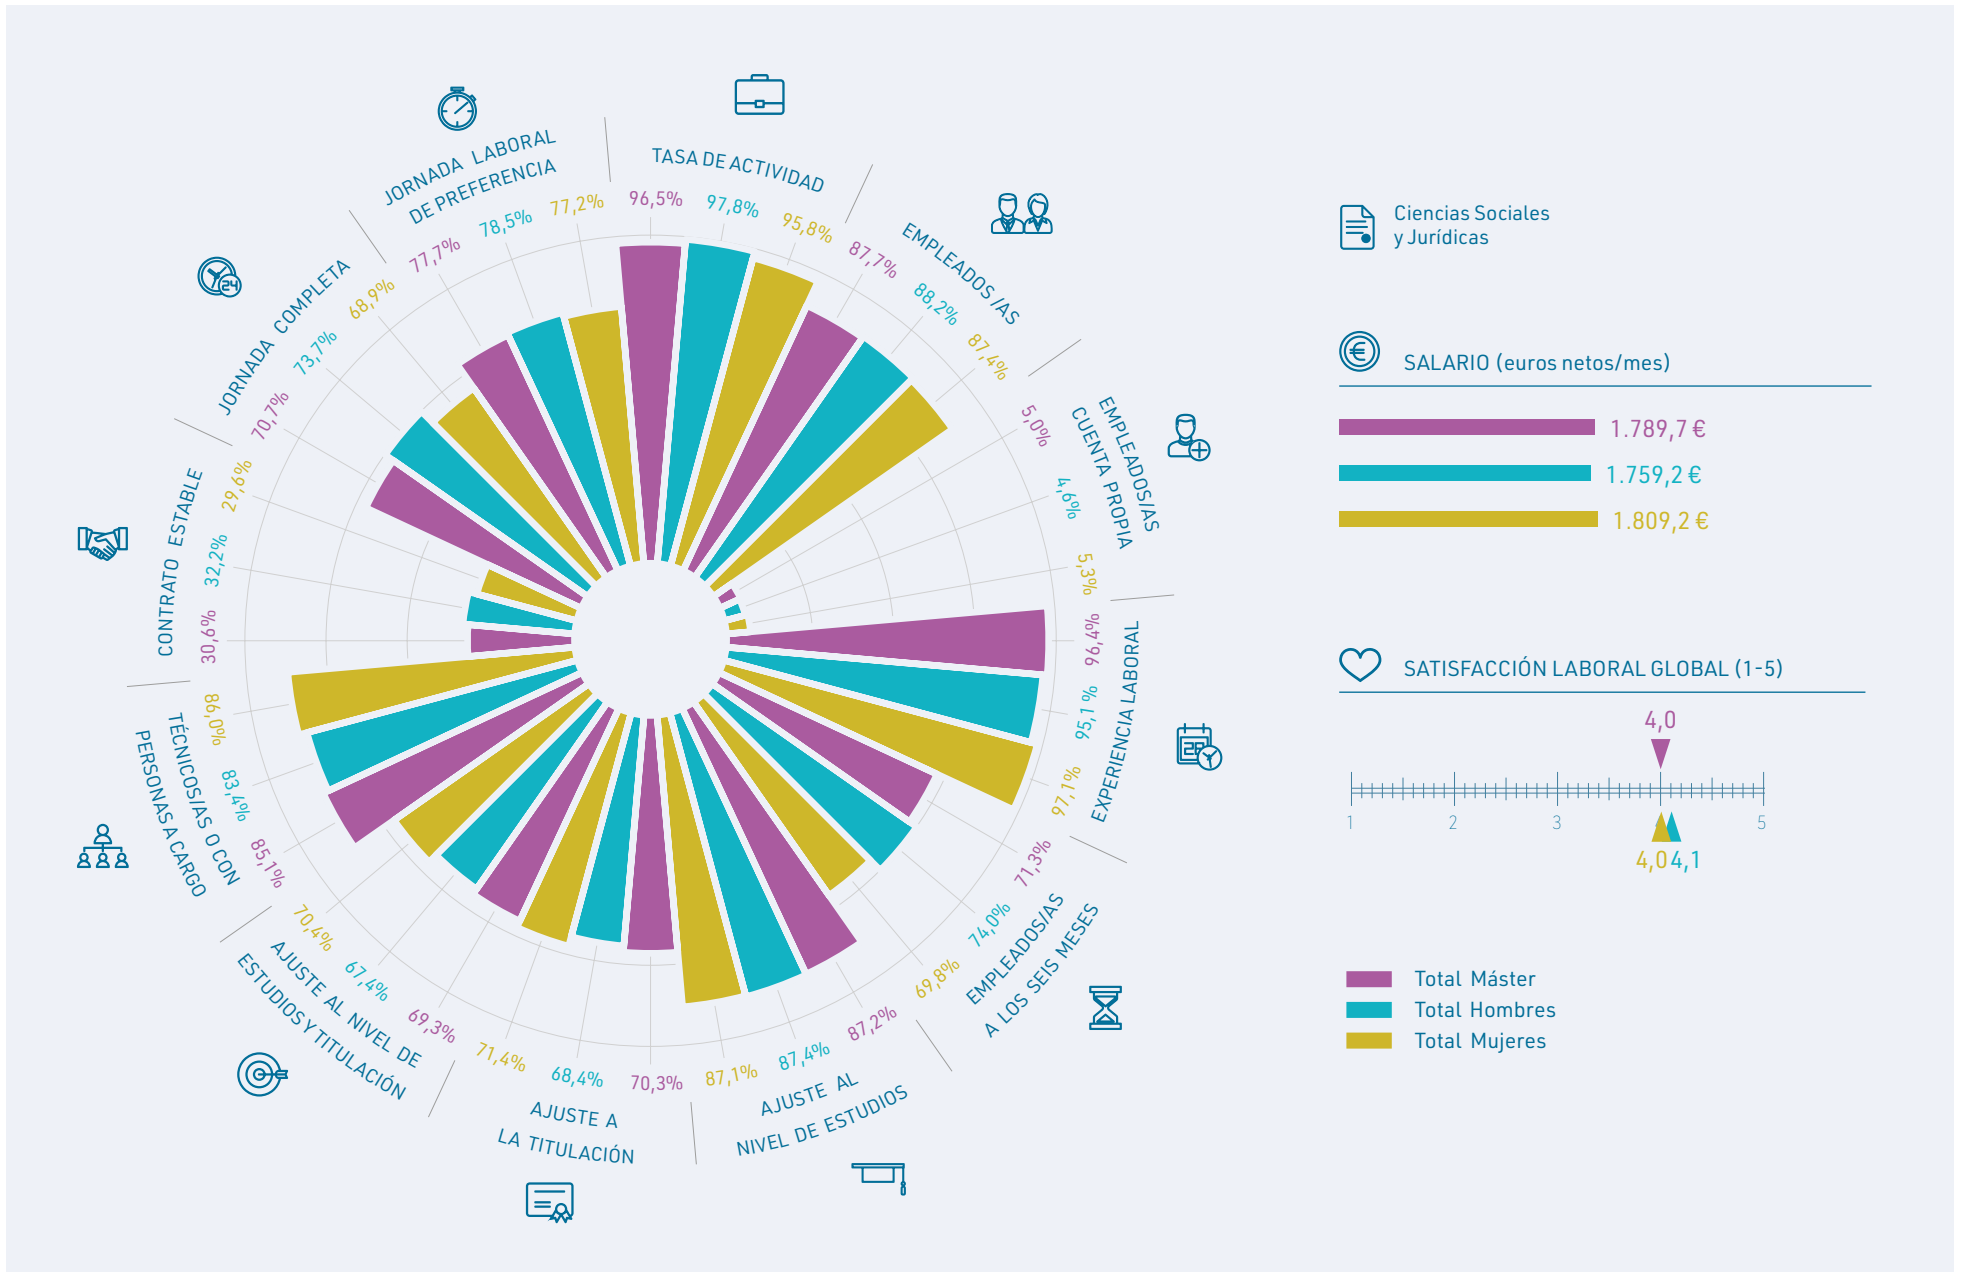 TASA DE ACTIVIDAD
96,5%
97,8%
95,8%
EMPLEADOS /AS
87,7%
88,2%
87,4%
EMPLEADOS/AS
CUENTA PROPIA
5,0%
4,6%
5,3%
EXPERIENCIA LABORAL
96,4%
95,1 %
97,1%
EMPLEADOS/AS
A LOS SEIS MESES
71,3%
74,0%
69,8%
AJUSTE AL
NIVEL DE ESTUDIOS
87,2%
87,4%
87,1%
AJUSTE A
LA TITULACIÓN
70,3%
68,4%
71,4%
AJUSTE AL NIVEL DE
ESTUDIOS Y TITULACIÓN
69,3%
67,4%
70,4%
TÉCNICOS/AS O CON
PERSONAS A CARGO
85,1%
83,4%
86,0%
CONTRATO ESTABLE
30,6%
32,2%
29,6%
JORNADA COMPLETA
70,7%
73,7%
68,9%
JORNADA LABORAL
DE PREFERENCIA
77,7%
78,5%
77,2%
24
28
Ciencias Sociales
y Jurídicas
€
SALARIO (euros netos/mes)
1.789,7 €
1.759,2 €
1.809,2 €
SATISFACCIÓN LABORAL GLOBAL (1-5)
4,0
1 2 3 5
4,0 4,1
Total Máster
Total Hombres
Total Mujeres